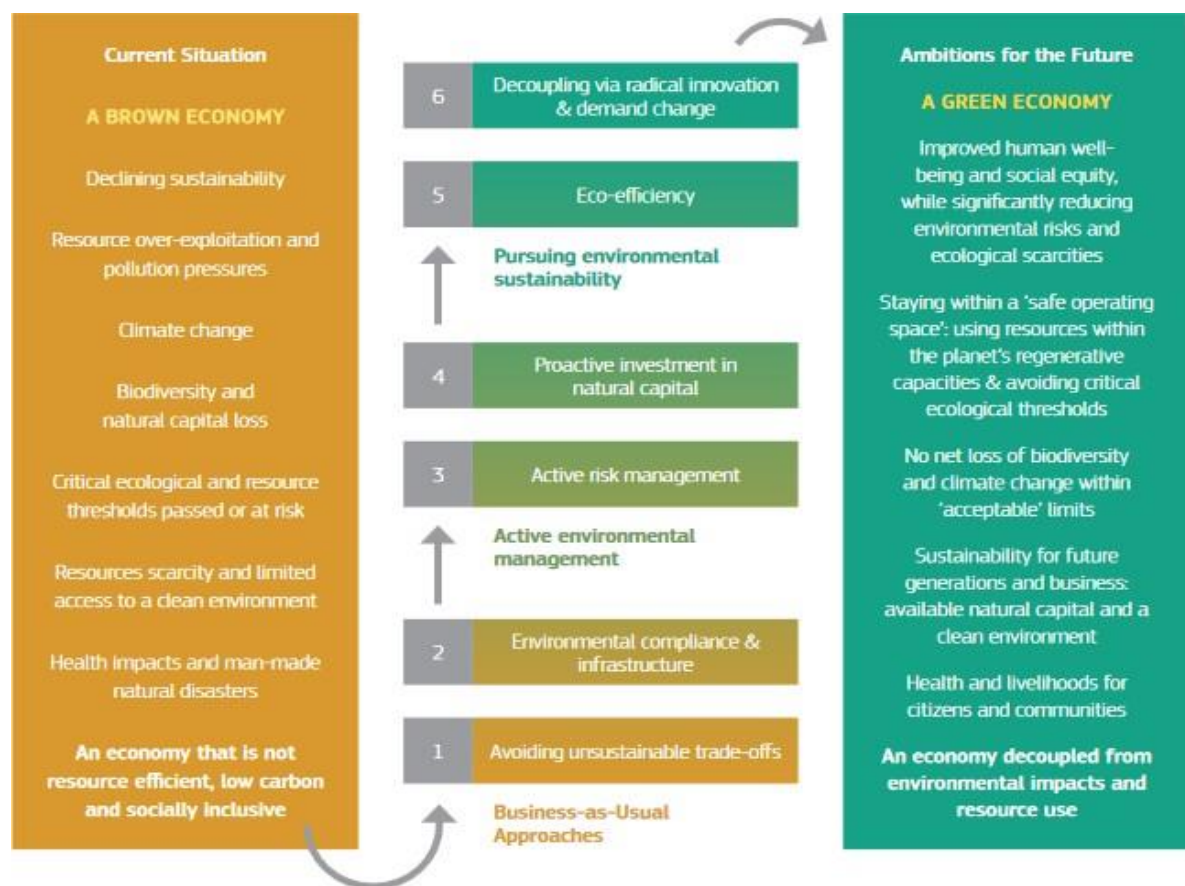 Current Situation
A BROWN ECONOMY
Declining sustainability
Resource over-exploitation and
pollution pressures
Climate change
Biodiversity and
natural capital loss
Critical ecological and resource
thresholds passed or at risk
Resources scarcity and limited
access to a clean environment
Health impacts and man-made
natural disasters
An economy that is not
resource efficient, low carbon
and socially inclusive
6
Decoupling via radical innovation
& demand change
5
Eco-efficiency
Pursuing environmental
sustainability
4
Proactive investment in
natural capital
3
Active risk management
Active environmental
management
2
Environmental compliance &
infrastructure
1
Avoiding unsustainable trade-offs
Business-as-Usual
Approaches
Ambitions for the Future
A GREEN ECONOMY
Improved human well-
being and social equity,
while significantly reducing
environmental risks and
ecological scarcities
Staying within a ‘safe operating
space’: using resources within
the planet’s regenerative
capacities & avoiding critical
ecological thresholds
No net loss of biodiversity
and climate change within
‘acceptable’ limits
Sustainability for future
generations and business:
available natural capital and a
clean environment
Health and livelihoods for
citizens and communities
An economy decoupled from
environmental impacts and
resource use